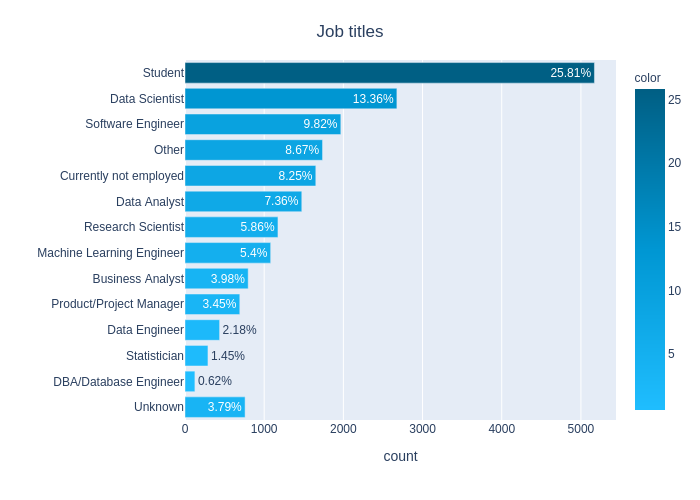 Job titles
Student 25.81%
Data Scientist 13.36%
Software Engineer 9.82%
Other 8.67%
Currently not employed 8.25%
Data Analyst 7.36%
Research Scientist 5.86%
Machine Learning Engineer 5.4%
Business Analyst 3.98%
Product/Project Manager 3.45%
Data Engineer 2.18%
Statistician 1.45%
DBA/Database Engineer 0.62%
Unknown 3.79%
0 1000 2000 3000 4000 5000
count
color
25
20
15
10
5